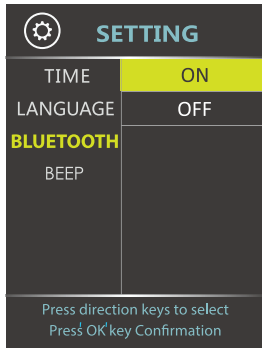 SETTING
TIME
ON
LANGUAGE
OFF
BLUETOOTH
BEEP
Press direction keys to select
Press OK key Confirmation